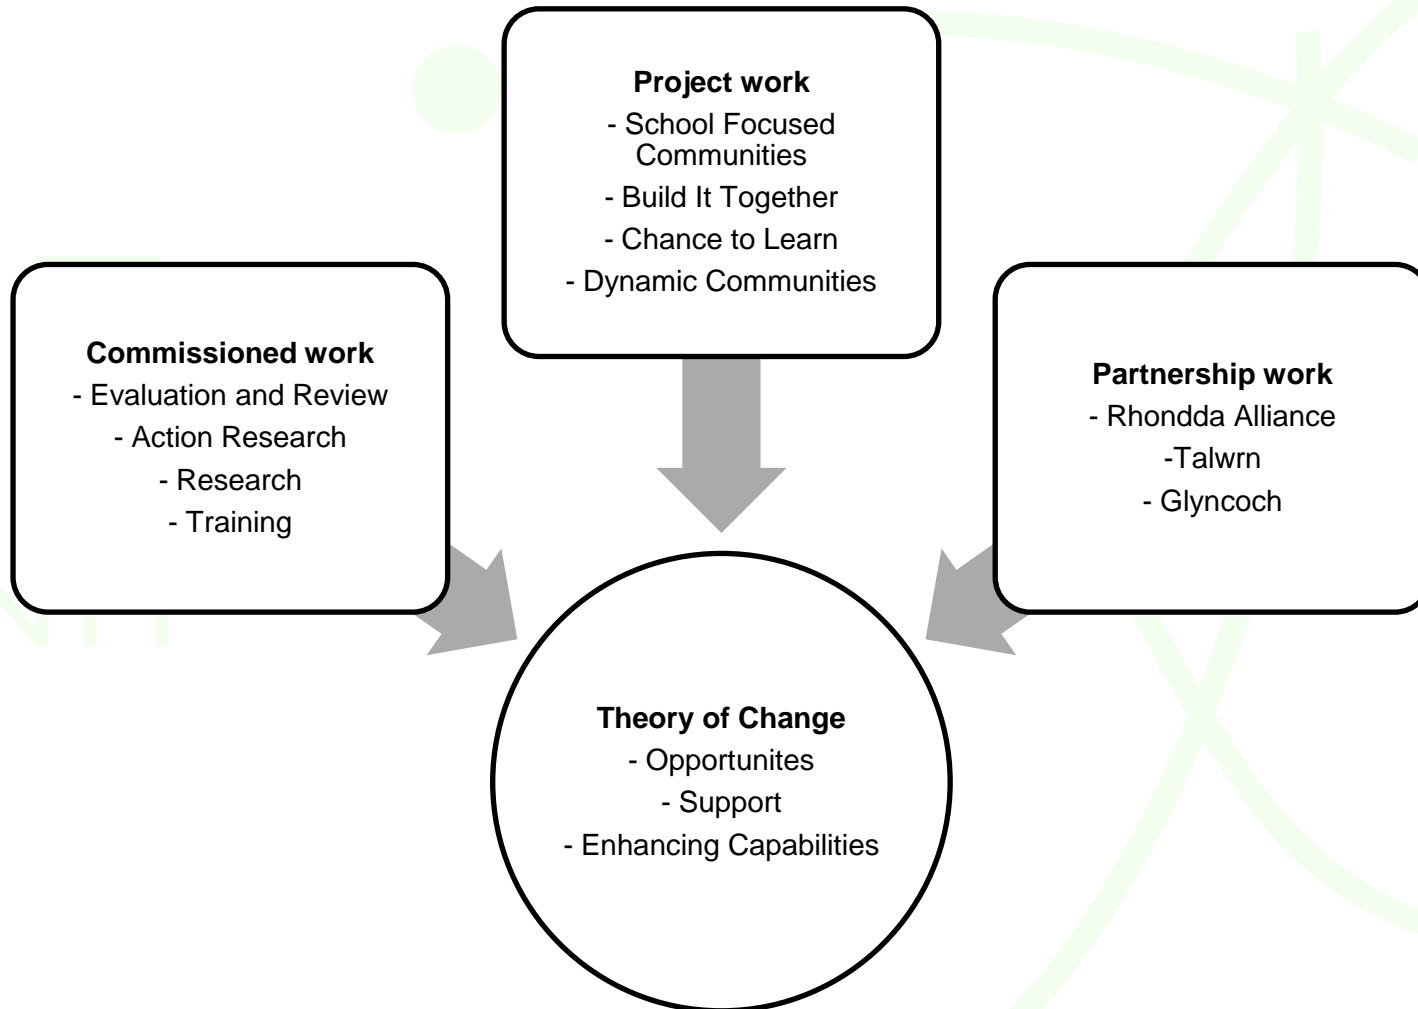 Project work
- School Focused
Communities
- Build It Together
- Chance to Learn
- Dynamic Communities
Commissioned work
- Evaluation and Review
- Action Research
- Research
- Training
Partnership work
- Rhondda Alliance
-Talwrn
- Glyncoch
Theory of Change
- Opportunites
- Support
- Enhancing Capabilities